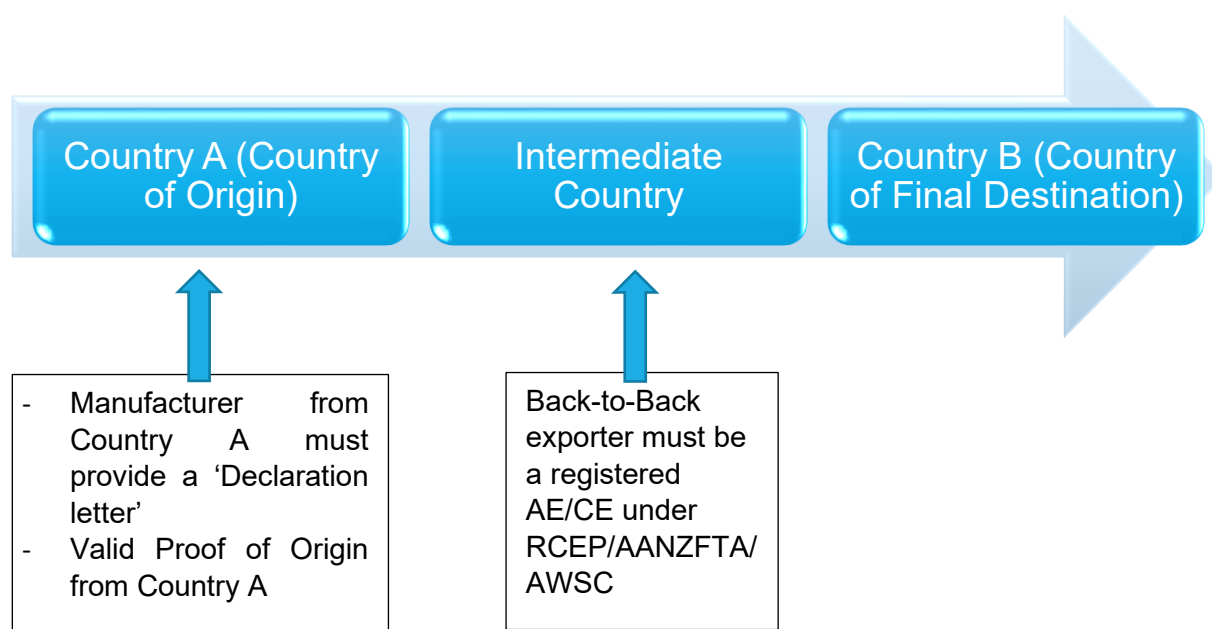 Country A (Country
of Origin)
Intermediate
Country
Country B (Country
of Final Destination)
- Manufacturer from
Country A must
provide a ‘Declaration
letter’
- Valid Proof of Origin
from Country A
Back-to-Back
exporter must be
a registered
AE/CE under
RCEP/AANZFTA/
AWSC